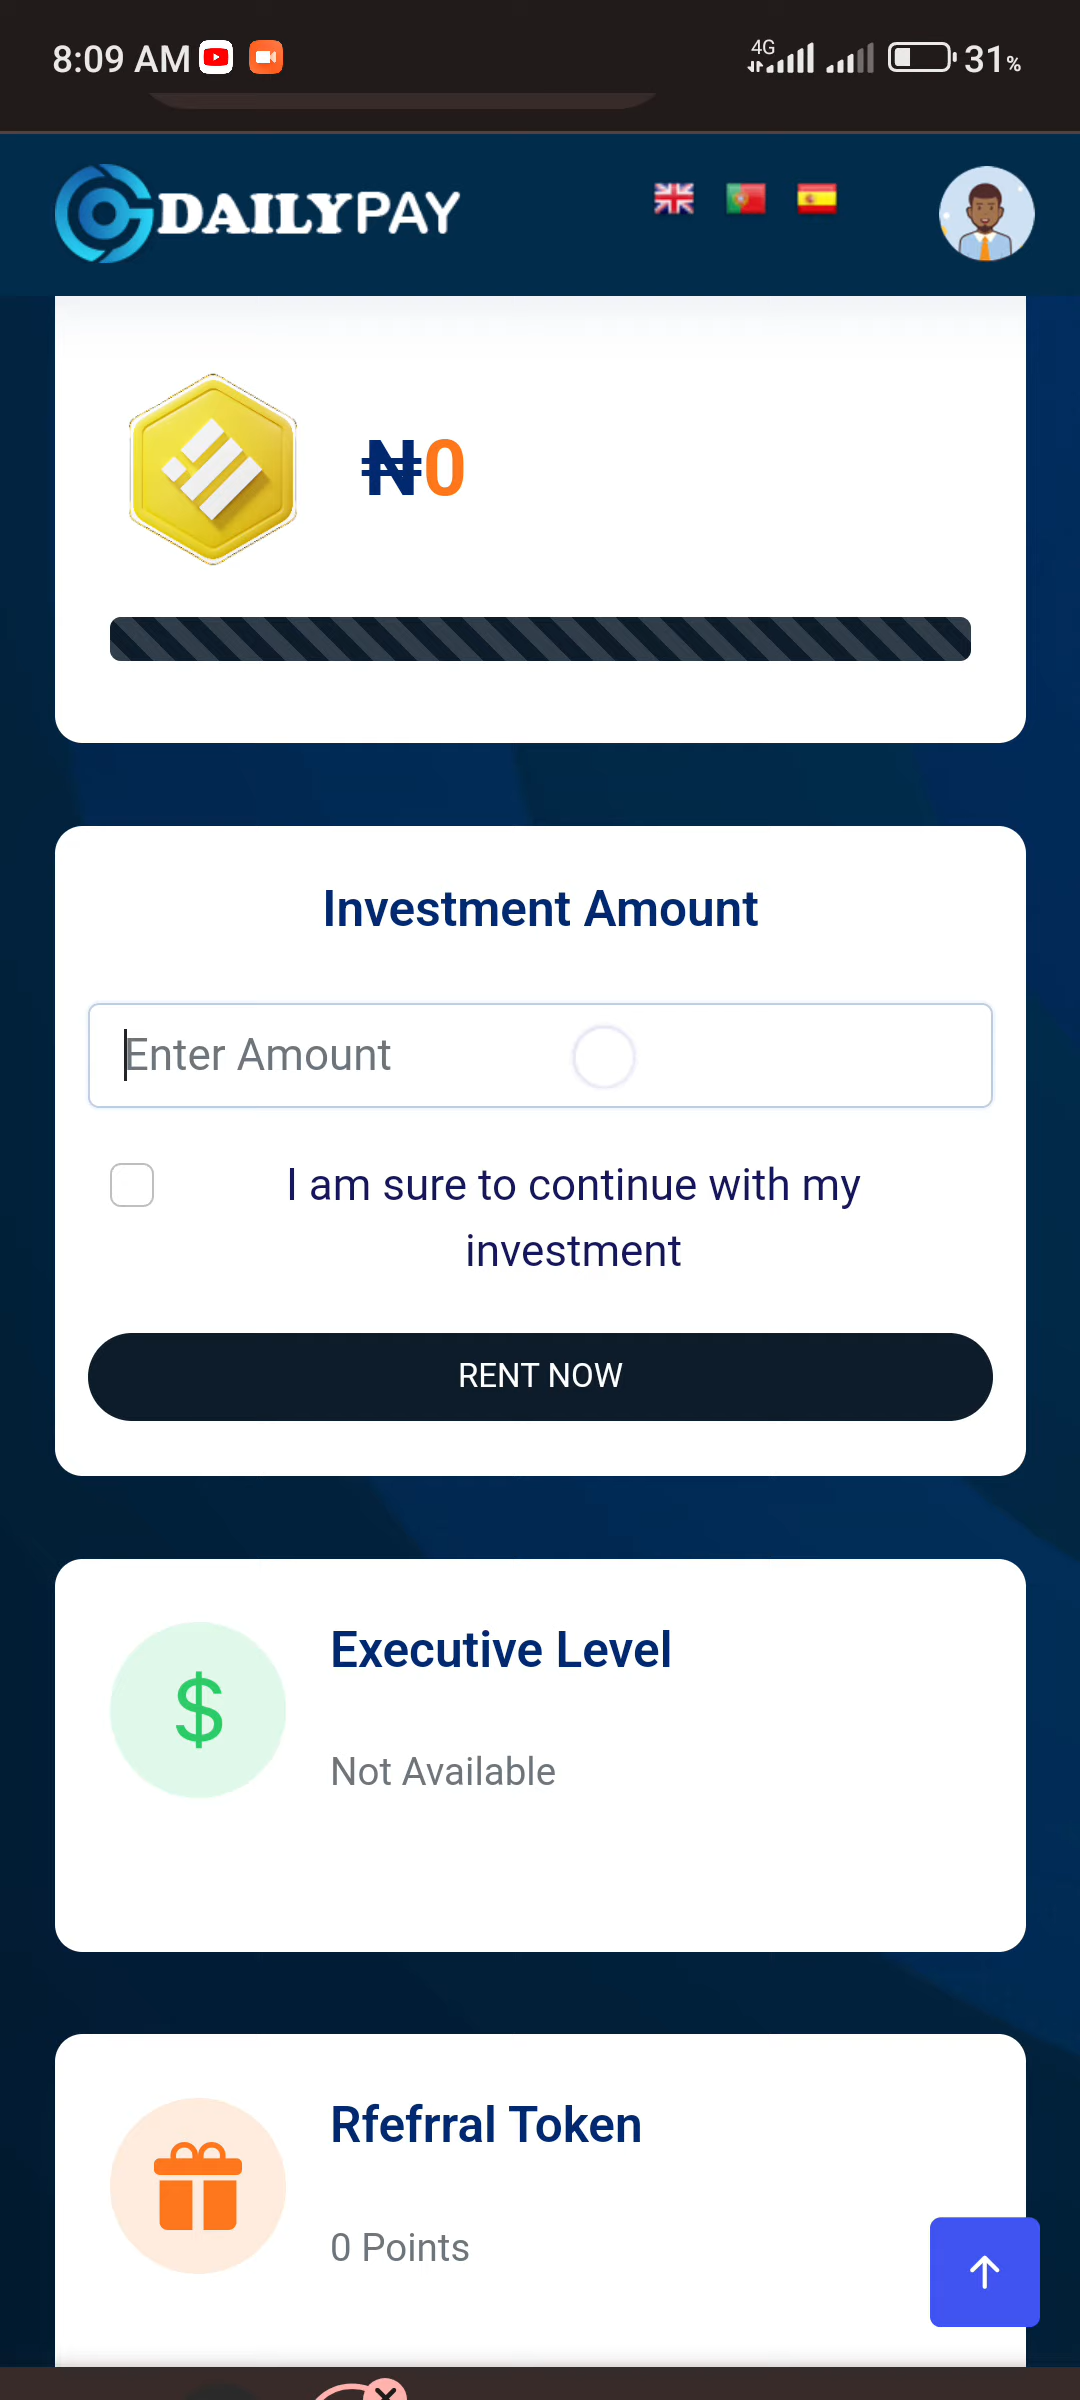 8:09 AM
4G
31%
DAILYPAY
₦0
Investment Amount
Enter Amount
I am sure to continue with my
investment
RENT NOW
Executive Level
$
Not Available
Rfefrral Token
0 Points